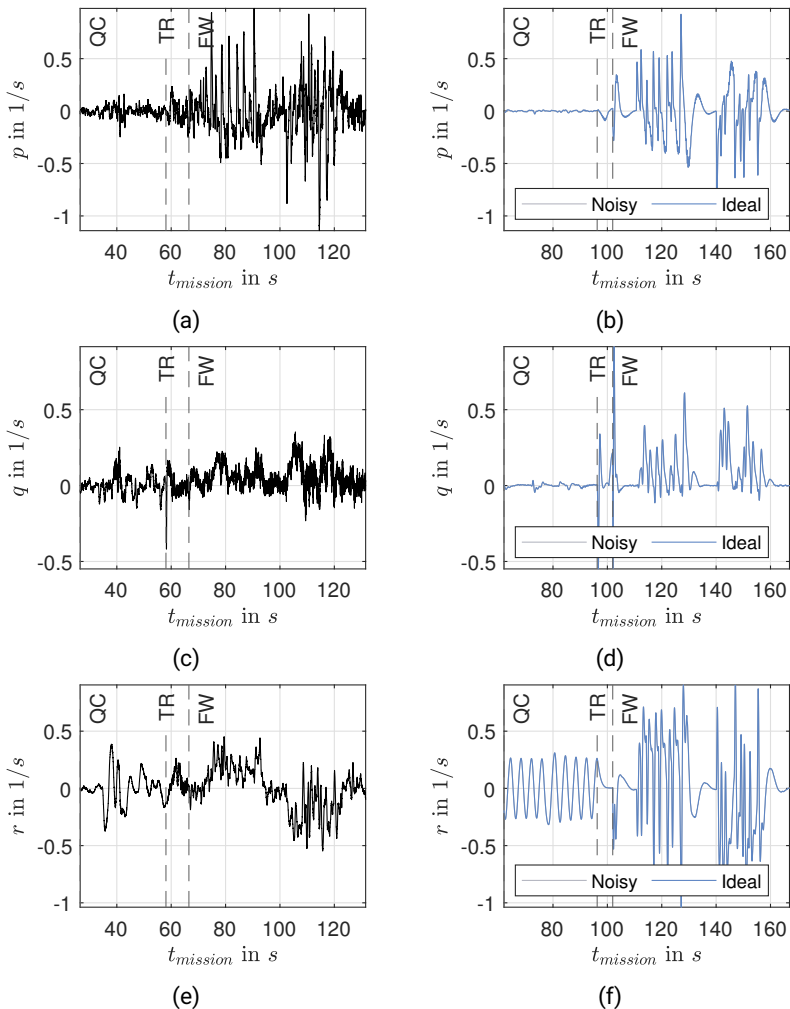 QC TR FW
0.5
0
-0.5
-1
p in 1/s
40 60 80 100 120
t_mission in s
(a)
QC TR FW
0.5
0
-0.5
-1
p in 1/s
Noisy Ideal
80 100 120 140 160
t_mission in s
(b)
QC TR FW
0.5
0
-0.5
q in 1/s
40 60 80 100 120
t_mission in s
(c)
QC TR FW
0.5
0
-0.5
q in 1/s
Noisy Ideal
80 100 120 140 160
t_mission in s
(d)
QC TR FW
0.5
0
-0.5
-1
r in 1/s
40 60 80 100 120
t_mission in s
(e)
QC TR FW
0.5
0
-0.5
-1
r in 1/s
Noisy Ideal
80 100 120 140 160
t_mission in s
(f)